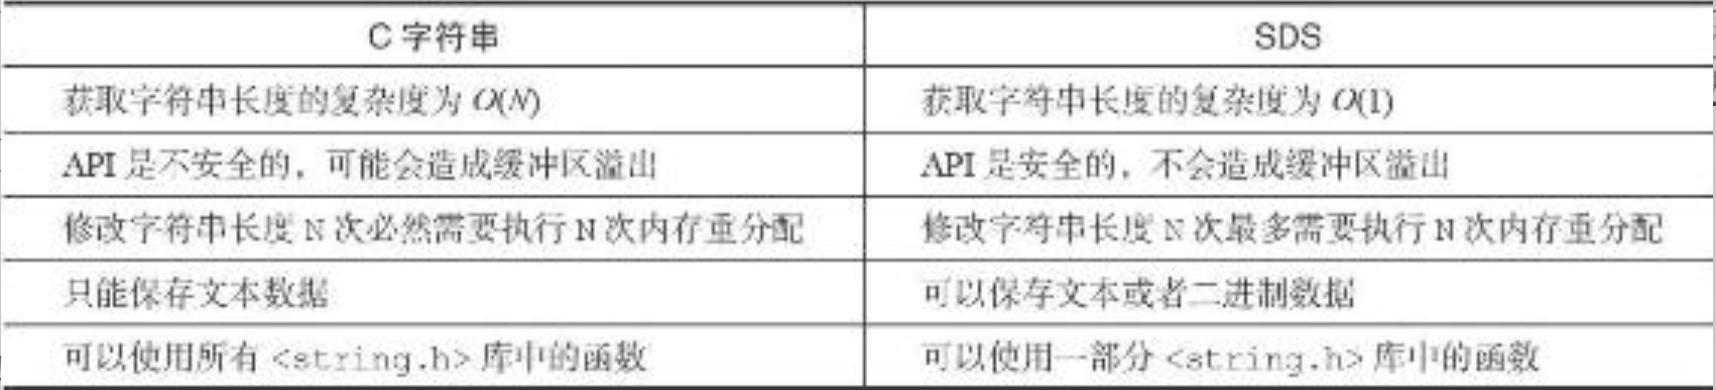 C 字符串 SDS
获取字符串长度的复杂度为 O(N) 获取字符串长度的复杂度为 O(1)
API 是不安全的，可能会造成缓冲区溢出 API 是安全的，不会造成缓冲区溢出
修改字符串长度 N 次必然需要执行 N 次内存重分配 修改字符串长度 N 次最多需要执行 N 次内存重分配
只能保存文本数据 可以保存文本或者二进制数据
可以使用所有 <string.h> 库中的函数 可以使用一部分 <string.h> 库中的函数